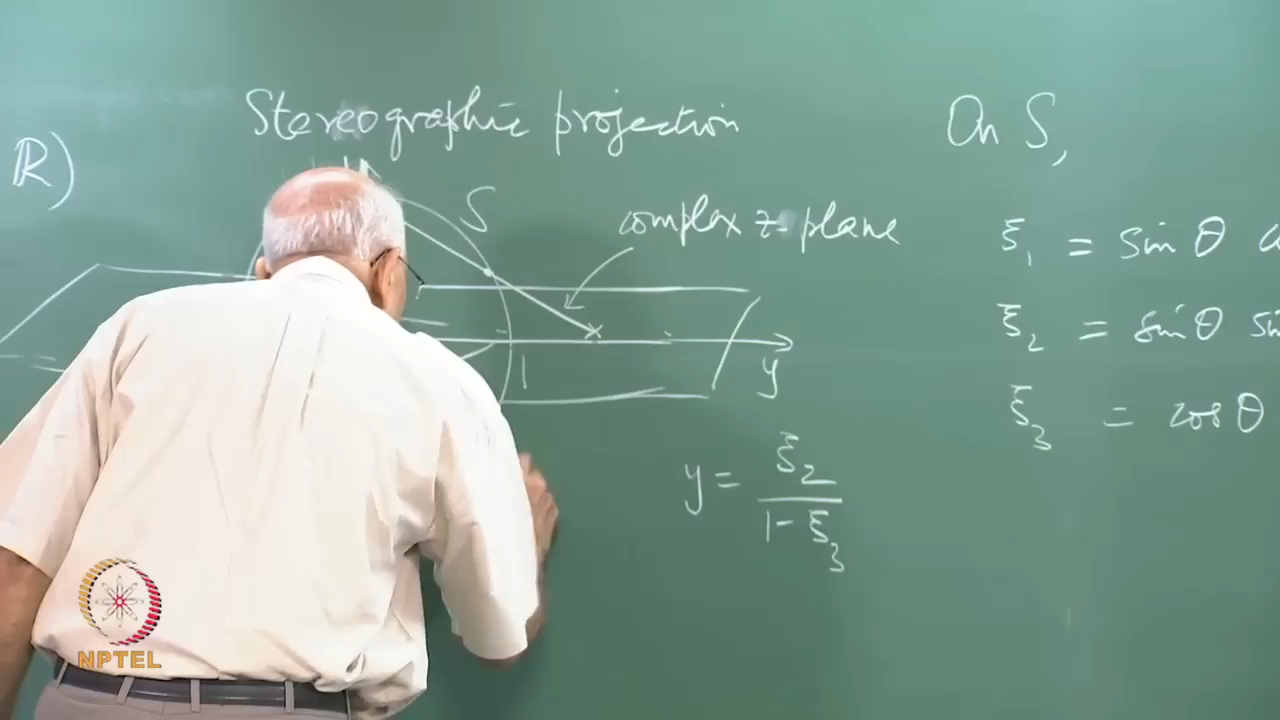 Stereographic projection
On S,
ℝ)
S
complex z-plane
ξ₁ = sin θ
ξ₂ = sin θ
ξ₃ = cos θ
1
y
y = ξ₂ / (1 - ξ₃)
NPTEL